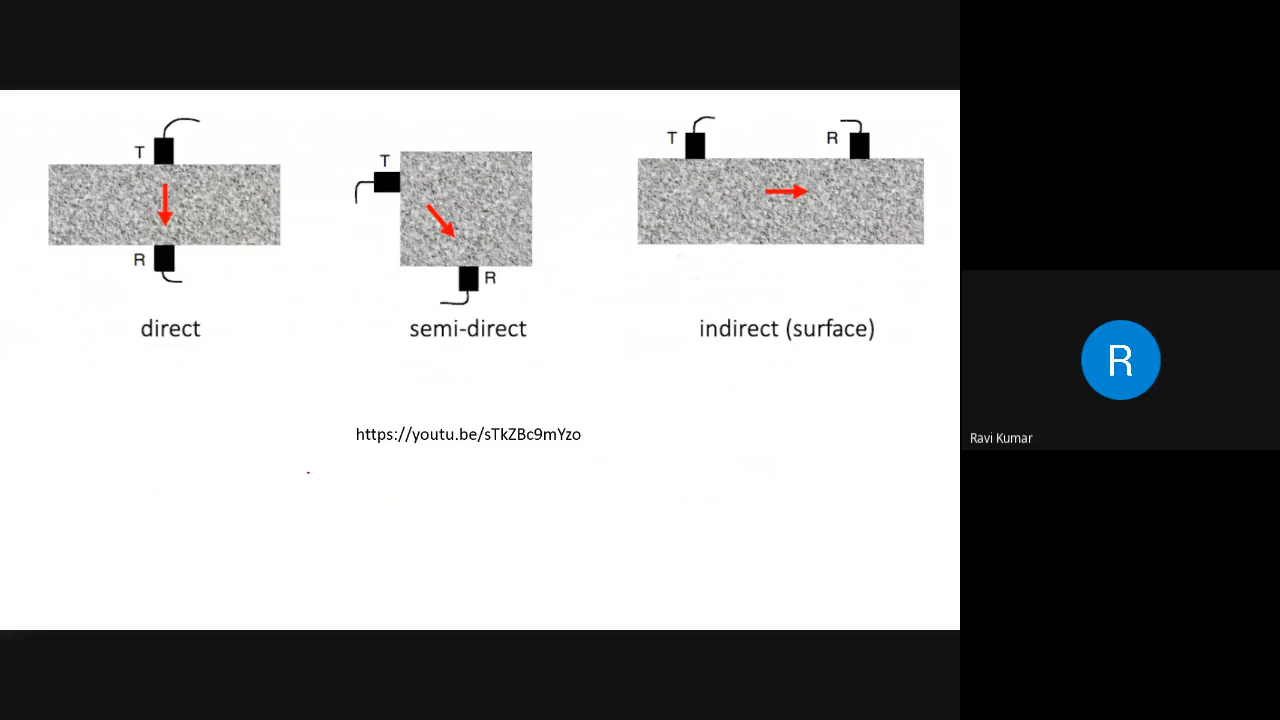 T
R
direct
T
R
semi-direct
T
R
indirect (surface)
https://youtu.be/sTkZBc9mYzo
R
Ravi Kumar